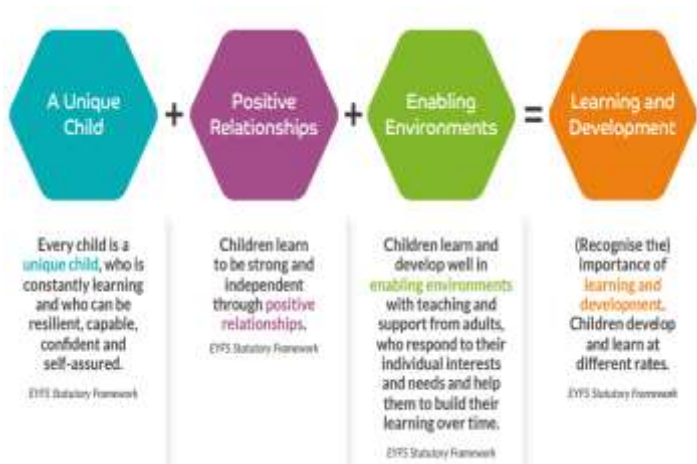 A Unique
Child
+
Positive
Relationships
+
Enabling
Environments
=
Learning and
Development
Every child is a
unique child, who is
constantly learning
and who can be
resilient, capable,
confident and
self-assured.
EYFS Statutory Framework
Children learn
to be strong and
independent
through positive
relationships.
EYFS Statutory Framework
Children learn and
develop well in
enabling environments
with teaching and
support from adults,
who respond to their
individual interests
and needs and help
them to build their
learning over time.
EYFS Statutory Framework
(Recognise the)
importance of
learning and
development.
Children develop
and learn at
different rates.
EYFS Statutory Framework